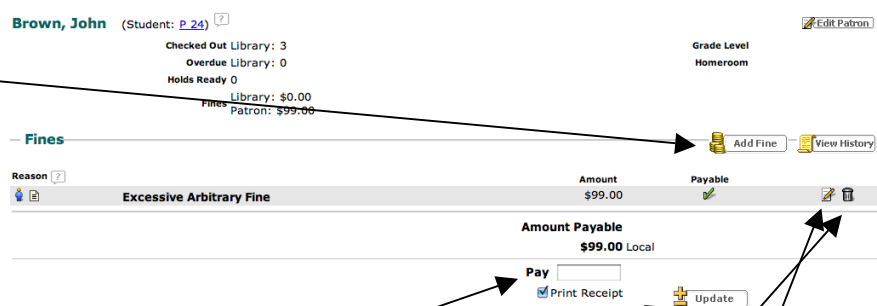 Brown, John (Student: P 24) ?
Edit Patron
Checked Out Library: 3
Grade Level
Overdue Library: 0
Homeroom
Holds Ready 0
Fines Library: $0.00
Patron: $99.00
Fines
Add Fine
View History
Reason ? Amount Payable
Excessive Arbitrary Fine $99.00
Amount Payable
$99.00 Local
Pay
Print Receipt
Update